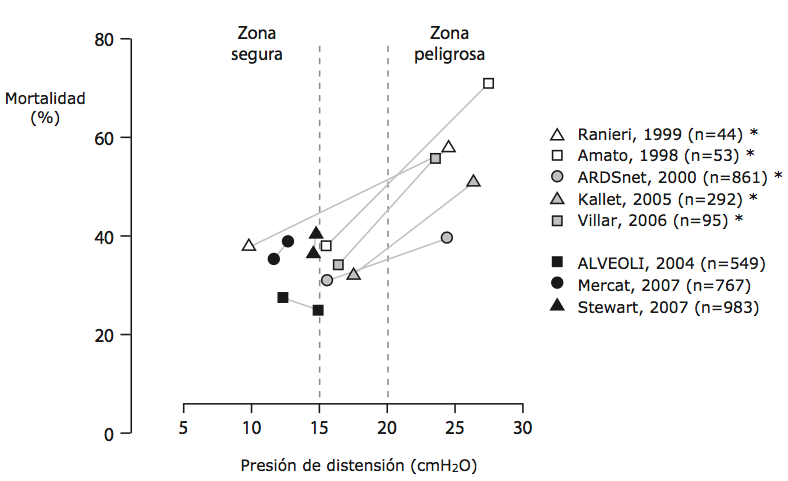 Zona
segura
Zona
peligrosa
Mortalidad
(%)
80
60
40
20
0
5 10 15 20 25 30
Presión de distensión (cmH₂O)
Ranieri, 1999 (n=44) *
Amato, 1998 (n=53) *
ARDSnet, 2000 (n=861) *
Kallet, 2005 (n=292) *
Villar, 2006 (n=95) *
ALVEOLI, 2004 (n=549)
Mercat, 2007 (n=767)
Stewart, 2007 (n=983)